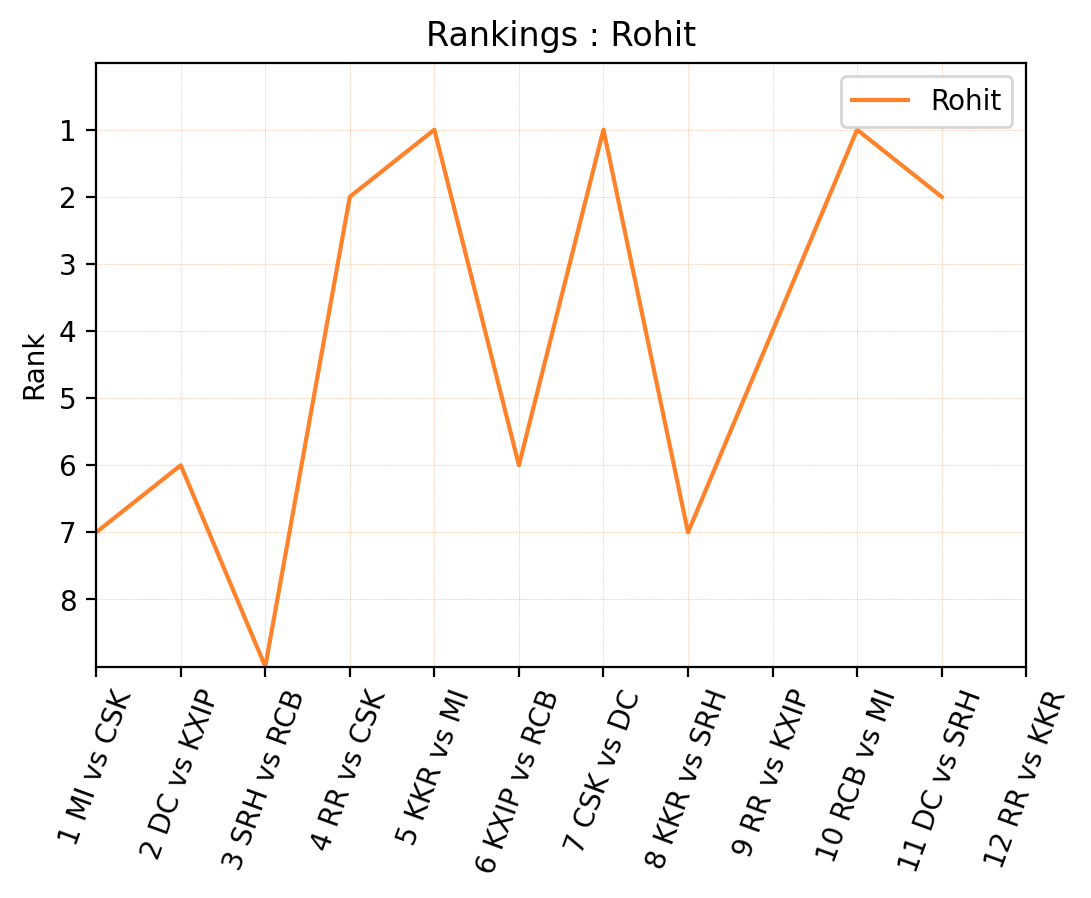 Rankings : Rohit
Rohit
Rank
1
2
3
4
5
6
7
8
1 MI vs CSK
2 DC vs KXIP
3 SRH vs RCB
4 RR vs CSK
5 KKR vs MI
6 KXIP vs RCB
7 CSK vs DC
8 KKR vs SRH
9 RR vs KXIP
10 RCB vs MI
11 DC vs SRH
12 RR vs KKR